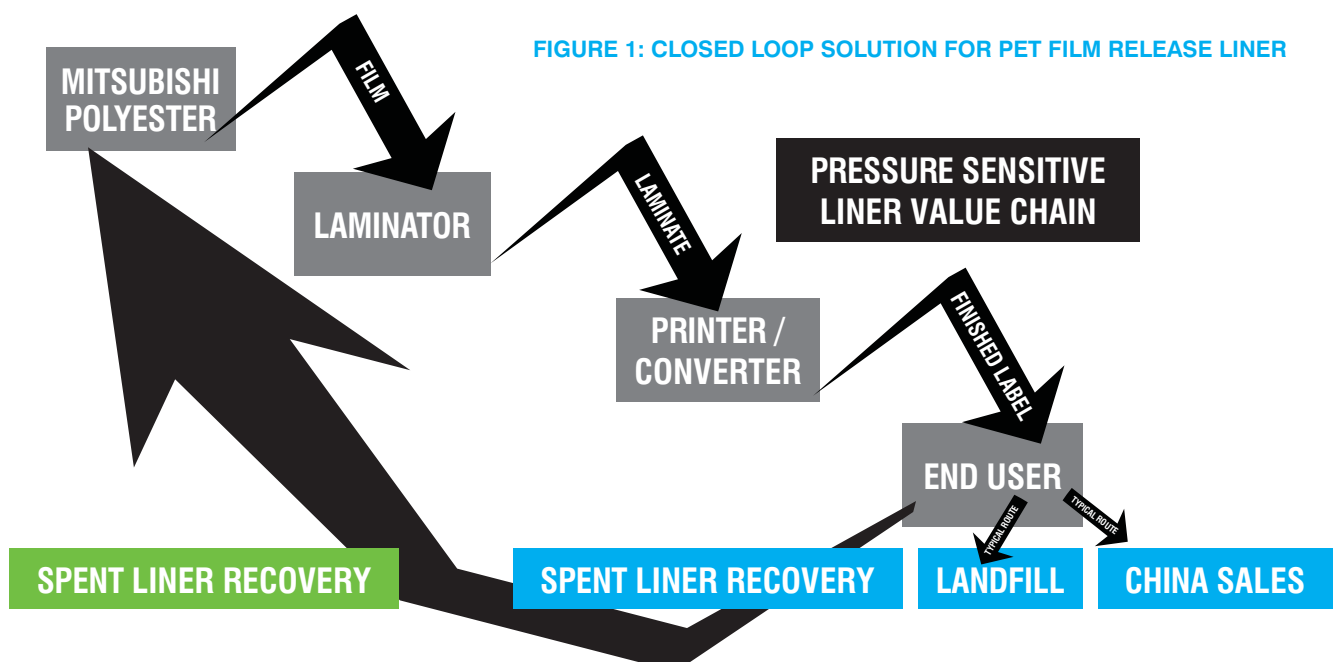 FIGURE 1: CLOSED LOOP SOLUTION FOR PET FILM RELEASE LINER
MITSUBISHI
POLYESTER
FILM
LAMINATOR
LAMINATE
PRESSURE SENSITIVE
LINER VALUE CHAIN
PRINTER /
CONVERTER
FINISHED LABEL
END USER
TYPICAL ROUTE
TYPICAL ROUTE
SPENT LINER RECOVERY
SPENT LINER RECOVERY
LANDFILL
CHINA SALES